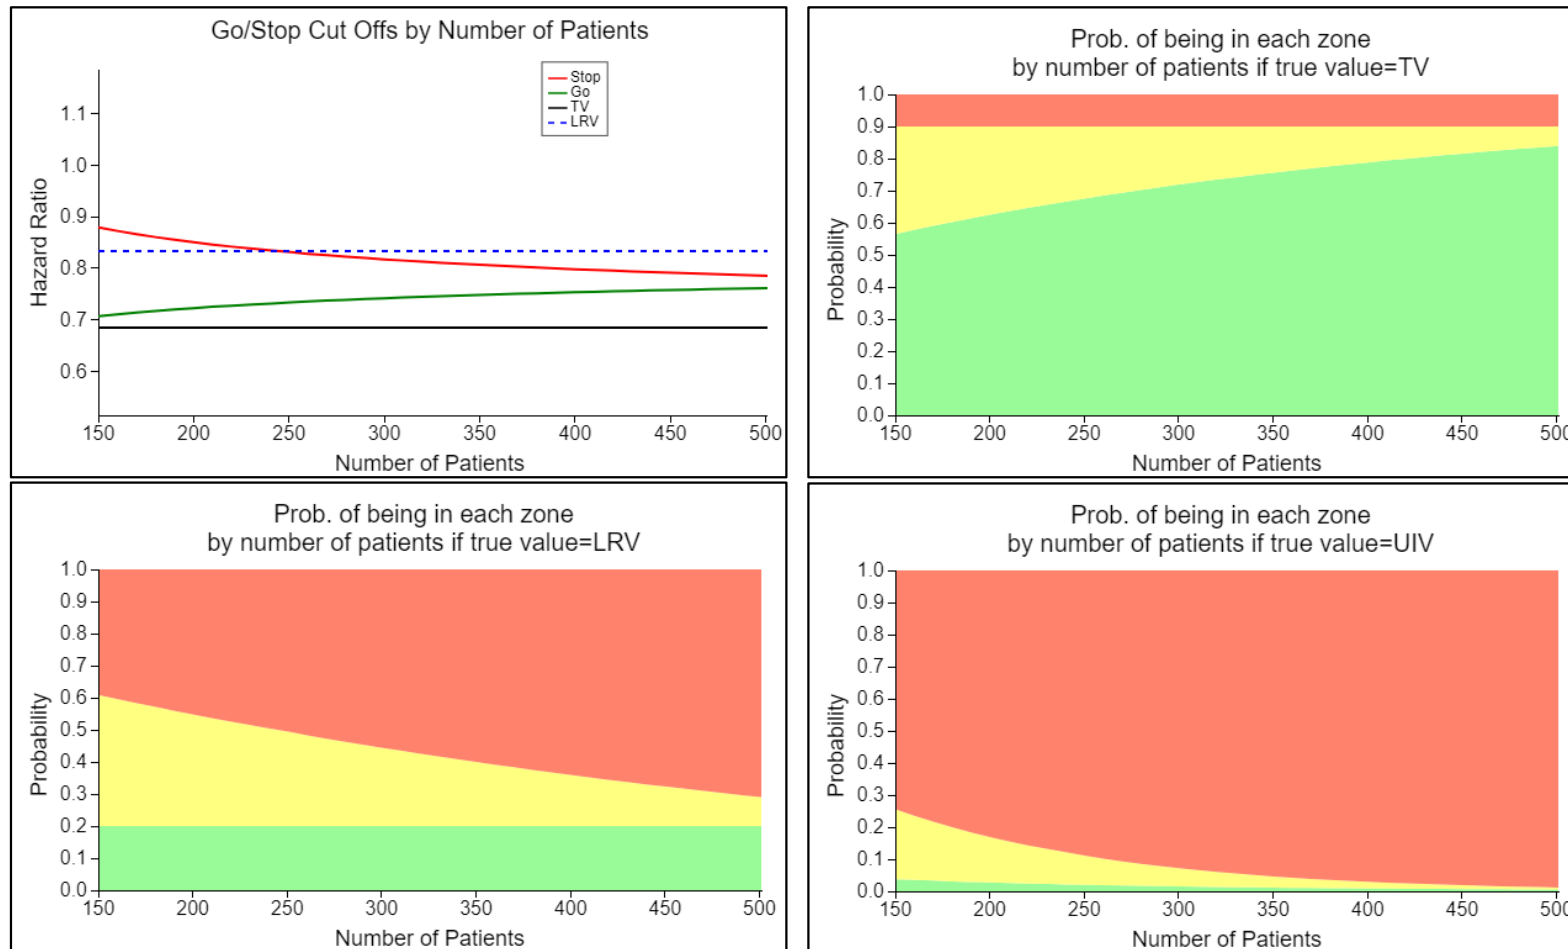 Go/Stop Cut Offs by Number of Patients
Stop
Go
TV
LRV
Hazard Ratio
1.1
1.0
0.9
0.8
0.7
0.6
150 200 250 300 350 400 450 500
Number of Patients
Prob. of being in each zone
by number of patients if true value=TV
Probability
1.0
0.9
0.8
0.7
0.6
0.5
0.4
0.3
0.2
0.1
0.0
150 200 250 300 350 400 450 500
Number of Patients
Prob. of being in each zone
by number of patients if true value=LRV
Probability
1.0
0.9
0.8
0.7
0.6
0.5
0.4
0.3
0.2
0.1
0.0
150 200 250 300 350 400 450 500
Number of Patients
Prob. of being in each zone
by number of patients if true value=UIV
Probability
1.0
0.9
0.8
0.7
0.6
0.5
0.4
0.3
0.2
0.1
0.0
150 200 250 300 350 400 450 500
Number of Patients